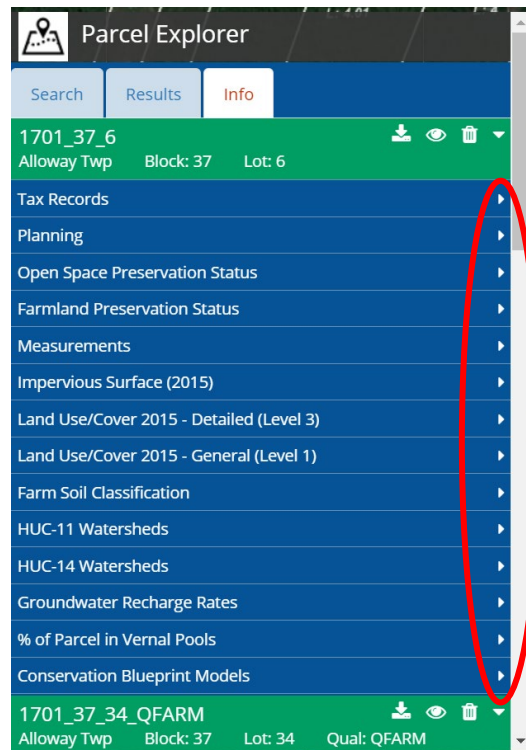 Parcel Explorer
Search Results Info
1701_37_6
Alloway Twp Block: 37 Lot: 6
Tax Records
Planning
Open Space Preservation Status
Farmland Preservation Status
Measurements
Impervious Surface (2015)
Land Use/Cover 2015 - Detailed (Level 3)
Land Use/Cover 2015 - General (Level 1)
Farm Soil Classification
HUC-11 Watersheds
HUC-14 Watersheds
Groundwater Recharge Rates
% of Parcel in Vernal Pools
Conservation Blueprint Models
1701_37_34_QFARM
Alloway Twp Block: 37 Lot: 34 Qual: QFARM